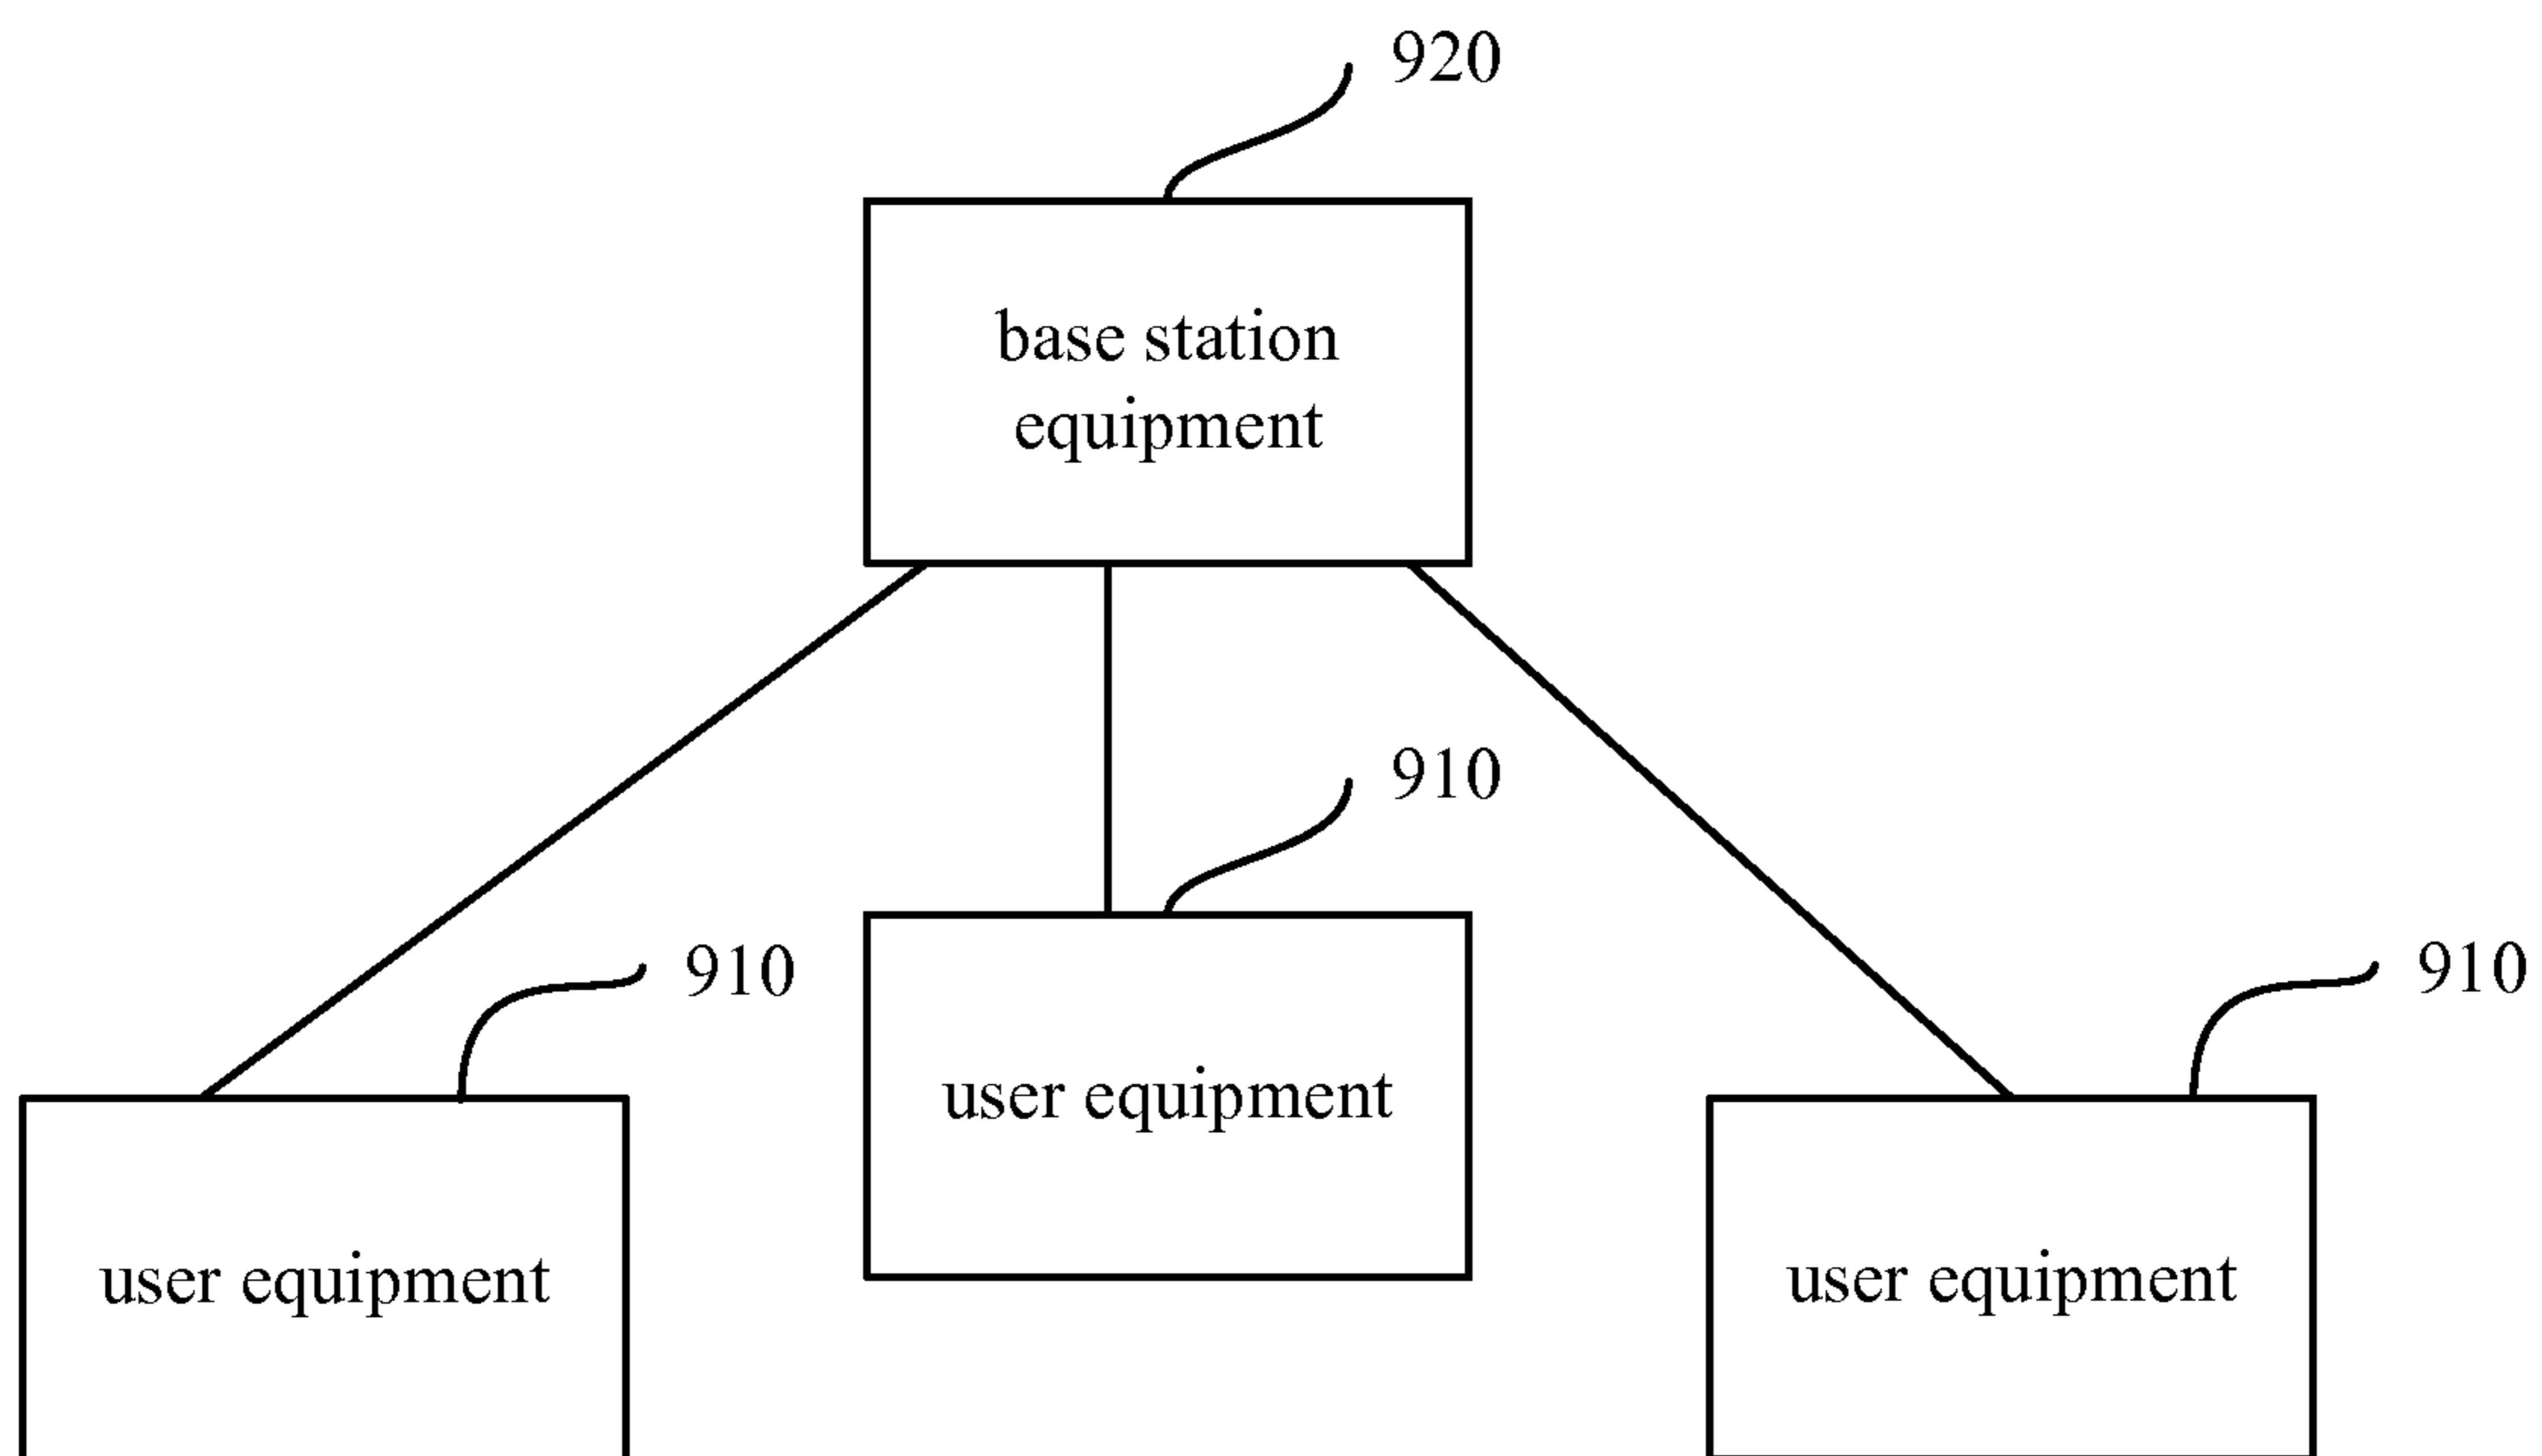 920
base station
equipment
910
910
910
user equipment
user equipment
user equipment